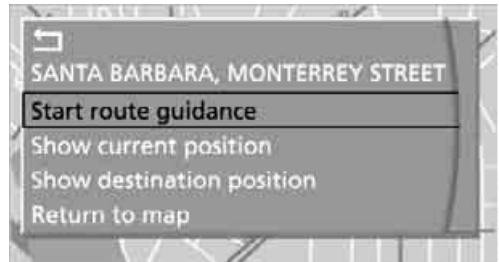 SANTA BARBARA, MONTERREY STREET
Start route guidance
Show current position
Show destination position
Return to map